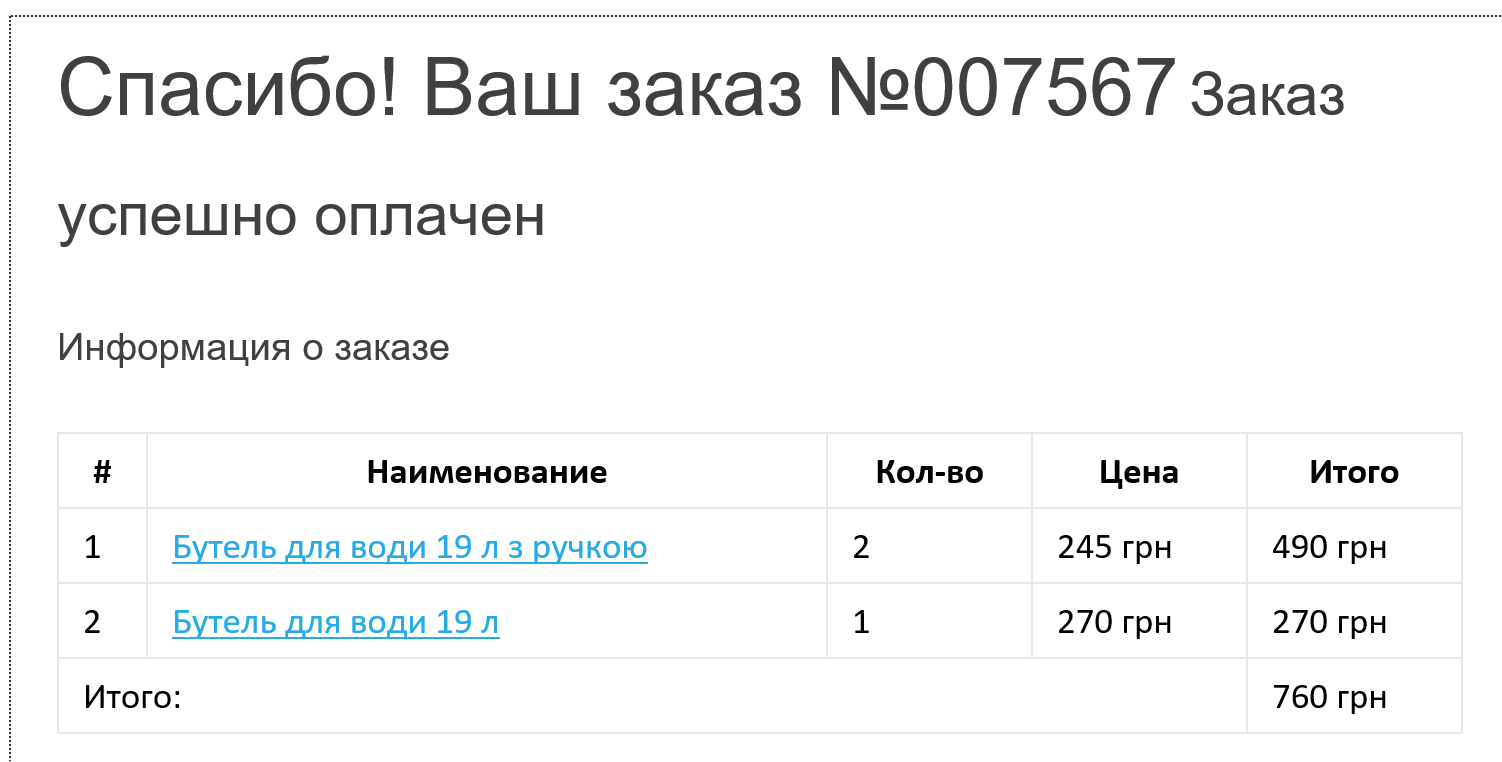 Спасибо! Ваш заказ №007567 Заказ
успешно оплачен
Информация о заказе
# Наименование Кол-во Цена Итого
1 Бутель для води 19 л з ручкою 2 245 грн 490 грн
2 Бутель для води 19 л 1 270 грн 270 грн
Итого: 760 грн